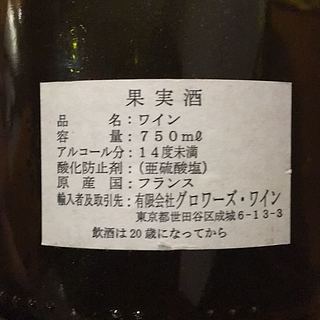 果実酒
品名：ワイン
容量：750mℓ
アルコール分：14度未満
酸化防止剤：(亜硫酸塩)
原産国：フランス
輸入者及取引先：有限会社グロワーズ・ワイン
東京都世田谷区成城6-13-3
飲酒は20歳になってから